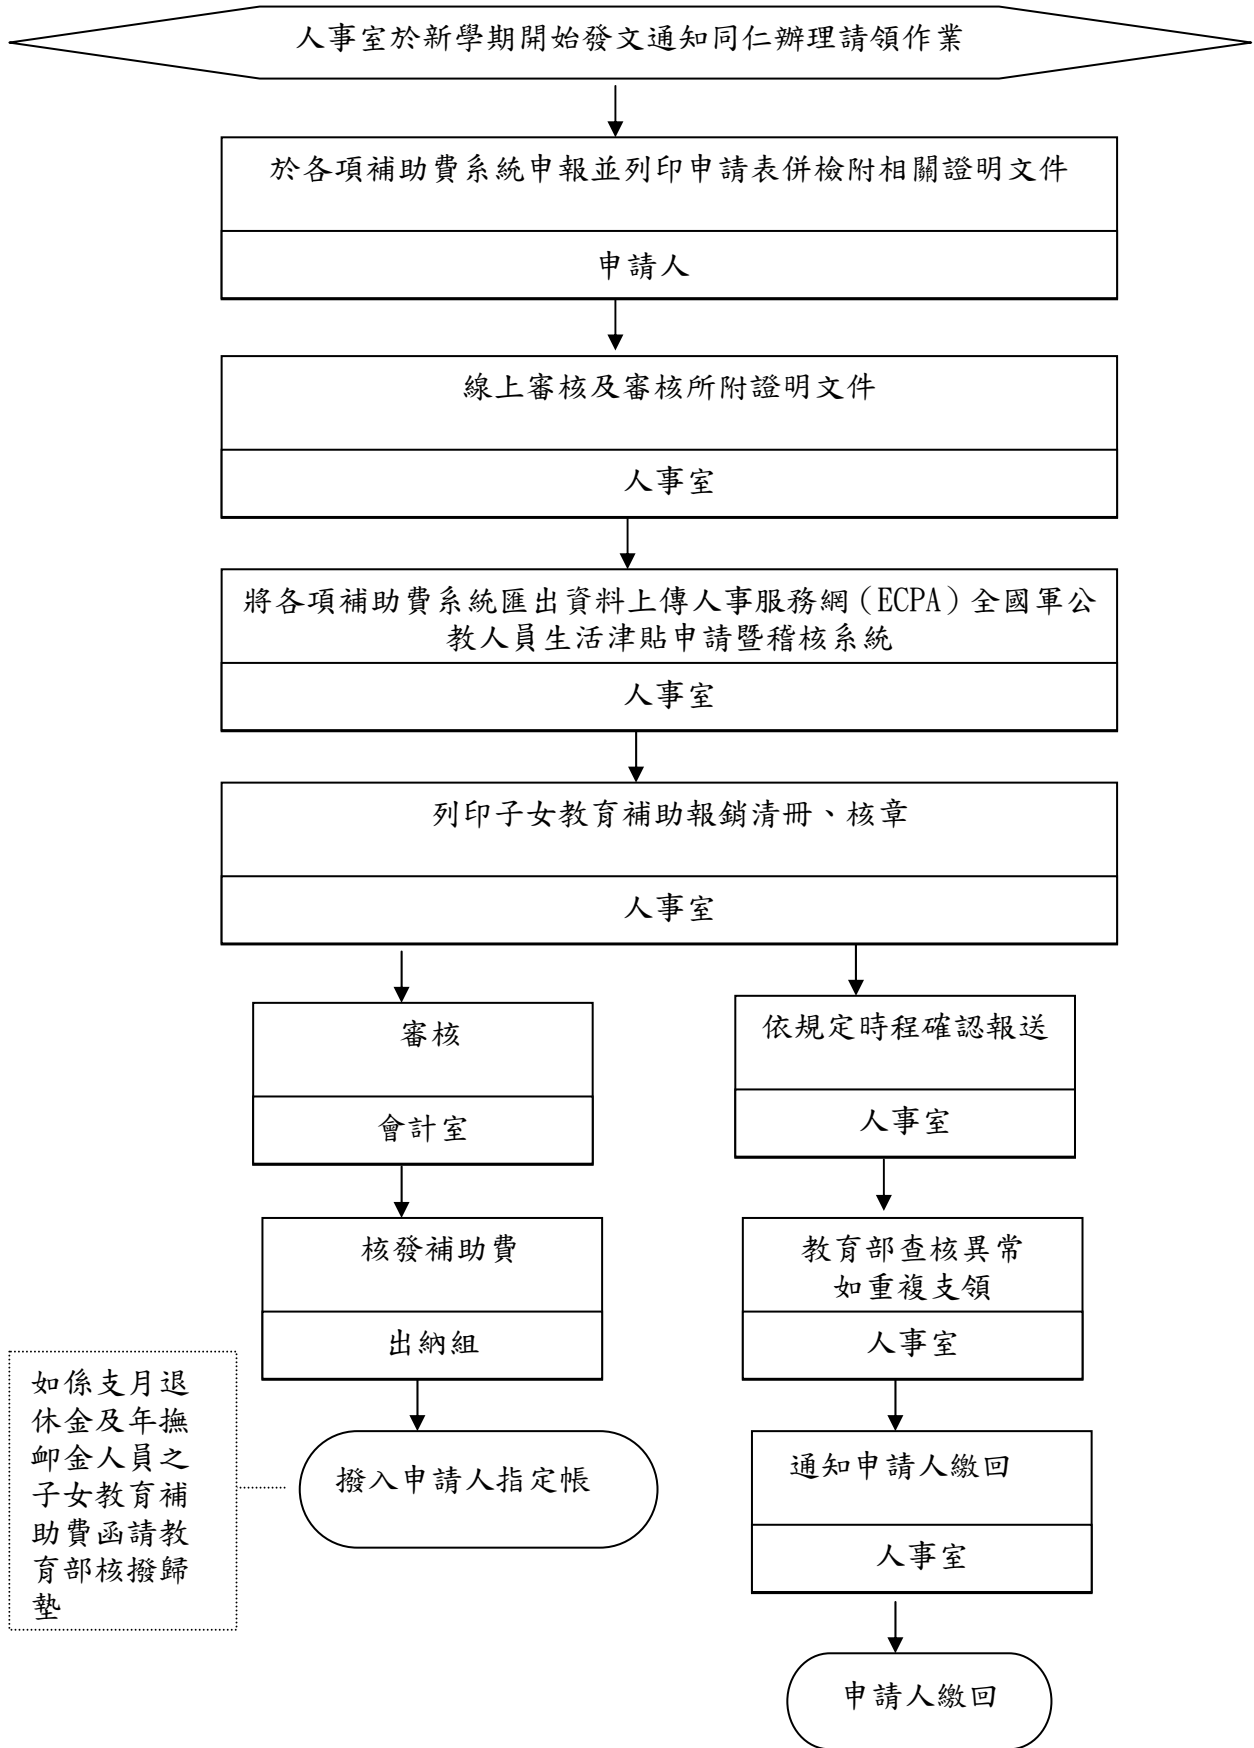 人事室於新學期開始發文通知同仁辦理請領作業
於各項補助費系統申報並列印申請表併檢附相關證明文件
申請人
線上審核及審核所附證明文件
人事室
將各項補助費系統匯出資料上傳人事服務網（ECPA）全國軍公
教人員生活津貼申請暨稽核系統
人事室
列印子女教育補助報銷清冊、核章
人事室
審核
會計室
核發補助費
出納組
撥入申請人指定帳
如係支月退
休金及年撫
卹金人員之
子女教育補
助費函請教
育部核撥歸
墊
依規定時程確認報送
人事室
教育部查核異常
如重複支領
人事室
通知申請人繳回
人事室
申請人繳回